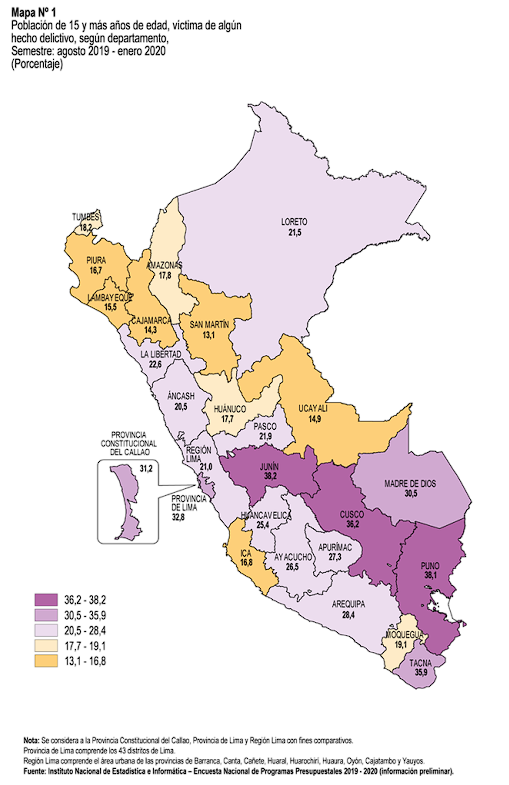 Mapa Nº 1
Población de 15 y más años de edad, víctima de algún
hecho delictivo, según departamento,
Semestre: agosto 2019 - enero 2020
(Porcentaje)
TUMBES
18,2
LORETO
21,5
PIURA
16,7
AMAZONAS
17,8
LAMBAYEQUE
15,5
CAJAMARCA
14,3
SAN MARTÍN
13,1
LA LIBERTAD
22,6
ÁNCASH
20,5
HUÁNUCO
17,7
UCAYALI
14,9
PASCO
21,9
PROVINCIA
CONSTITUCIONAL
DEL CALLAO
31,2
REGIÓN
LIMA
21,0
JUNÍN
38,2
MADRE DE DIOS
30,5
PROVINCIA
DE LIMA
32,8
HUANCAVELICA
25,4
CUSCO
36,2
ICA
16,8
AYACUCHO
26,5
APURÍMAC
27,3
PUNO
38,1
AREQUIPA
28,4
MOQUEGUA
19,1
TACNA
35,9
36,2 - 38,2
30,5 - 35,9
20,5 - 28,4
17,7 - 19,1
13,1 - 16,8
Nota: Se considera a la Provincia Constitucional del Callao, Provincia de Lima y Región Lima con fines comparativos.
Provincia de Lima comprende los 43 distritos de Lima.
Región Lima comprende el área urbana de las provincias de Barranca, Canta, Cañete, Huaral, Huarochirí, Huaura, Oyón, Cajatambo y Yauyos.
Fuente: Instituto Nacional de Estadística e Informática – Encuesta Nacional de Programas Presupuestales 2019 - 2020 (información preliminar).